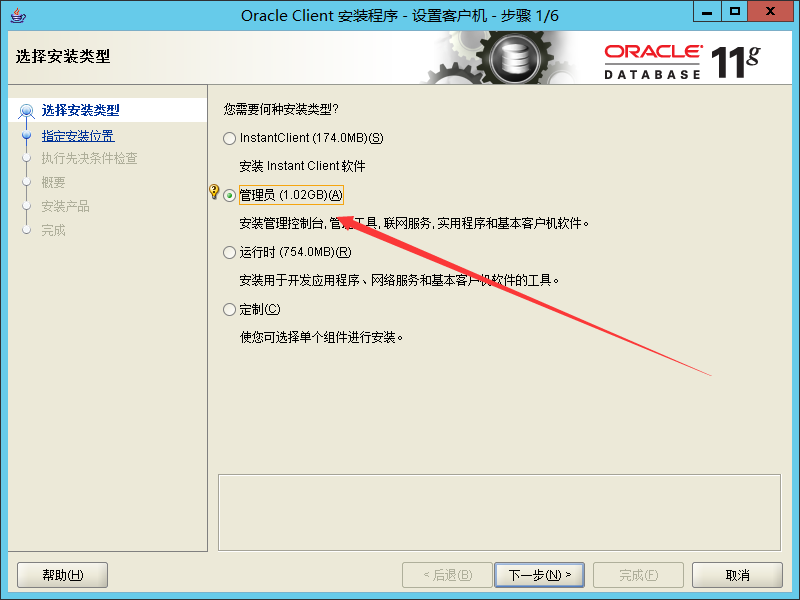 Oracle Client 安装程序 - 设置客户机 - 步骤 1/6
选择安装类型
ORACLE®
DATABASE 11g
选择安装类型
指定安装位置
执行先决条件检查
概要
安装产品
完成
您需要何种安装类型?
InstantClient (174.0MB)(S)
安装 Instant Client 软件
管理员 (1.02GB)(A)
安装管理控制台, 管理工具, 联网服务, 实用程序和基本客户机软件。
运行时 (754.0MB)(R)
安装用于开发应用程序、网络服务和基本客户机软件的工具。
定制(C)
使您可选择单个组件进行安装。
帮助(H)
< 后退(B)
下一步(N) >
完成(F)
取消